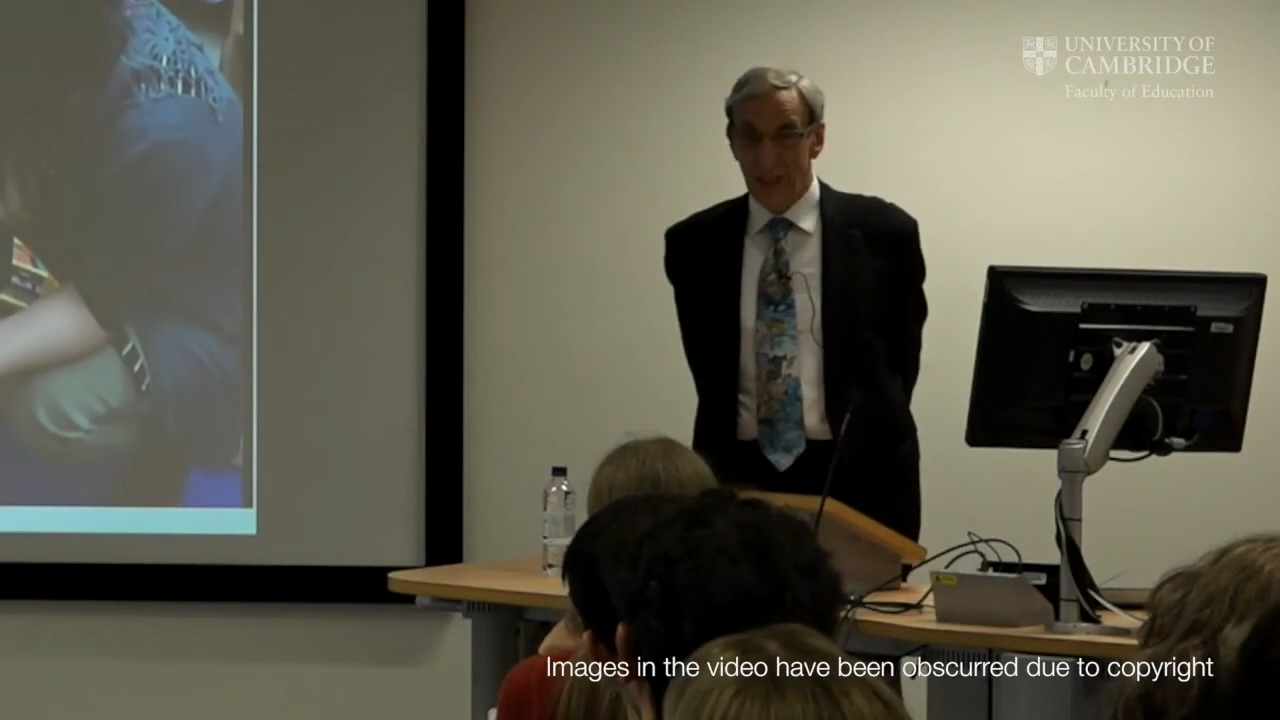 UNIVERSITY OF
CAMBRIDGE
Faculty of Education
Images in the video have been obscurred due to copyright